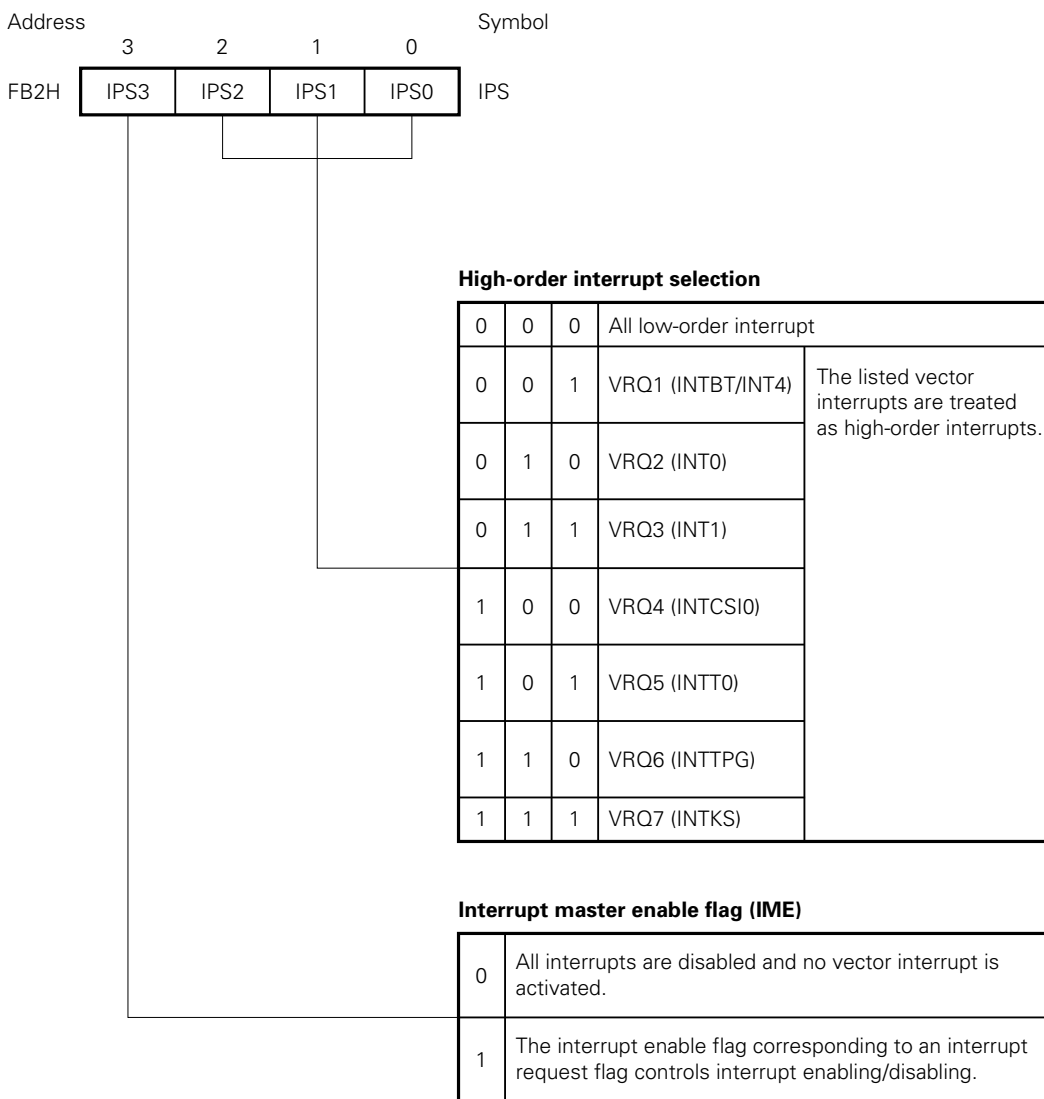 Address Symbol
3 2 1 0
FB2H IPS3 IPS2 IPS1 IPS0 IPS
High-order interrupt selection
0 0 0 All low-order interrupt
0 0 1 VRQ1 (INTBT/INT4) The listed vector
interrupts are treated
as high-order interrupts.
0 1 0 VRQ2 (INT0)
0 1 1 VRQ3 (INT1)
1 0 0 VRQ4 (INTCSI0)
1 0 1 VRQ5 (INTT0)
1 1 0 VRQ6 (INTTPG)
1 1 1 VRQ7 (INTKS)
Interrupt master enable flag (IME)
0 All interrupts are disabled and no vector interrupt is
activated.
1 The interrupt enable flag corresponding to an interrupt
request flag controls interrupt enabling/disabling.